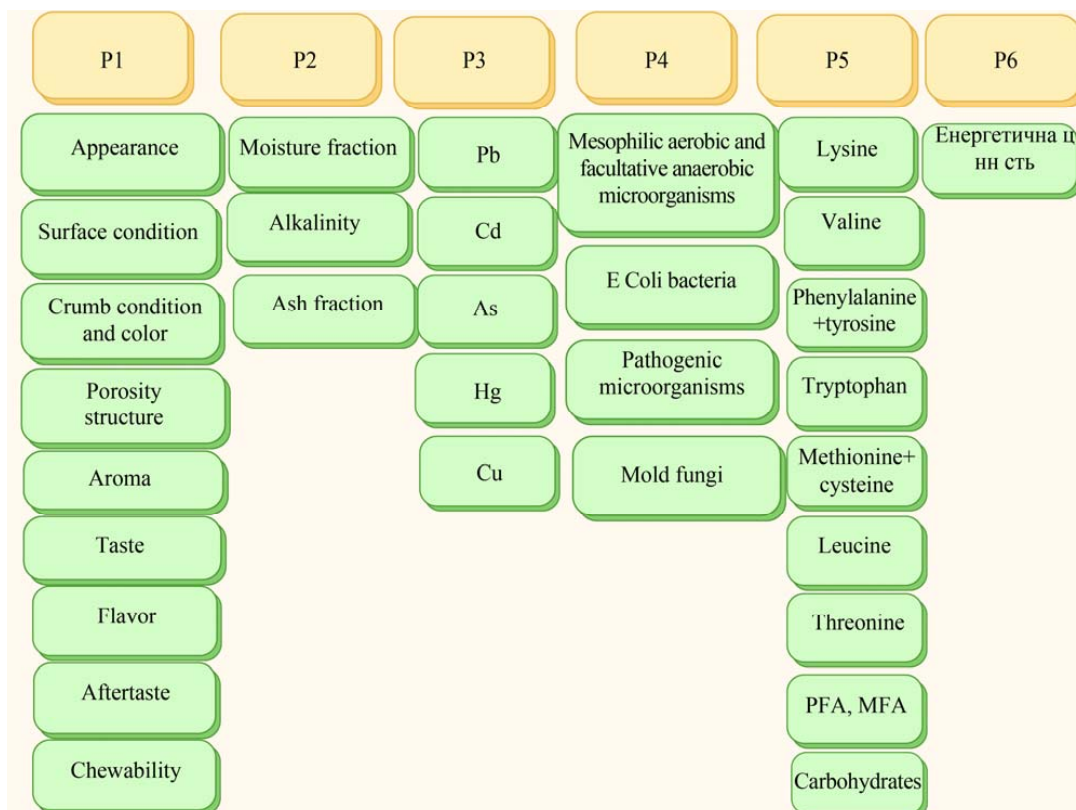 P1
P2
P3
P4
P5
P6
Appearance
Surface condition
Crumb condition
and color
Porosity
structure
Aroma
Taste
Flavor
Aftertaste
Chewability
Moisture fraction
Alkalinity
Ash fraction
Pb
Cd
As
Hg
Cu
Mesophilic aerobic and
facultative anaerobic
microorganisms
E Coli bacteria
Pathogenic
microorganisms
Mold fungi
Lysine
Valine
Phenylalanine
+tyrosine
Tryptophan
Methionine+
cysteine
Leucine
Threonine
PFA, MFA
Carbohydrates
Енергетична ц
нн сть